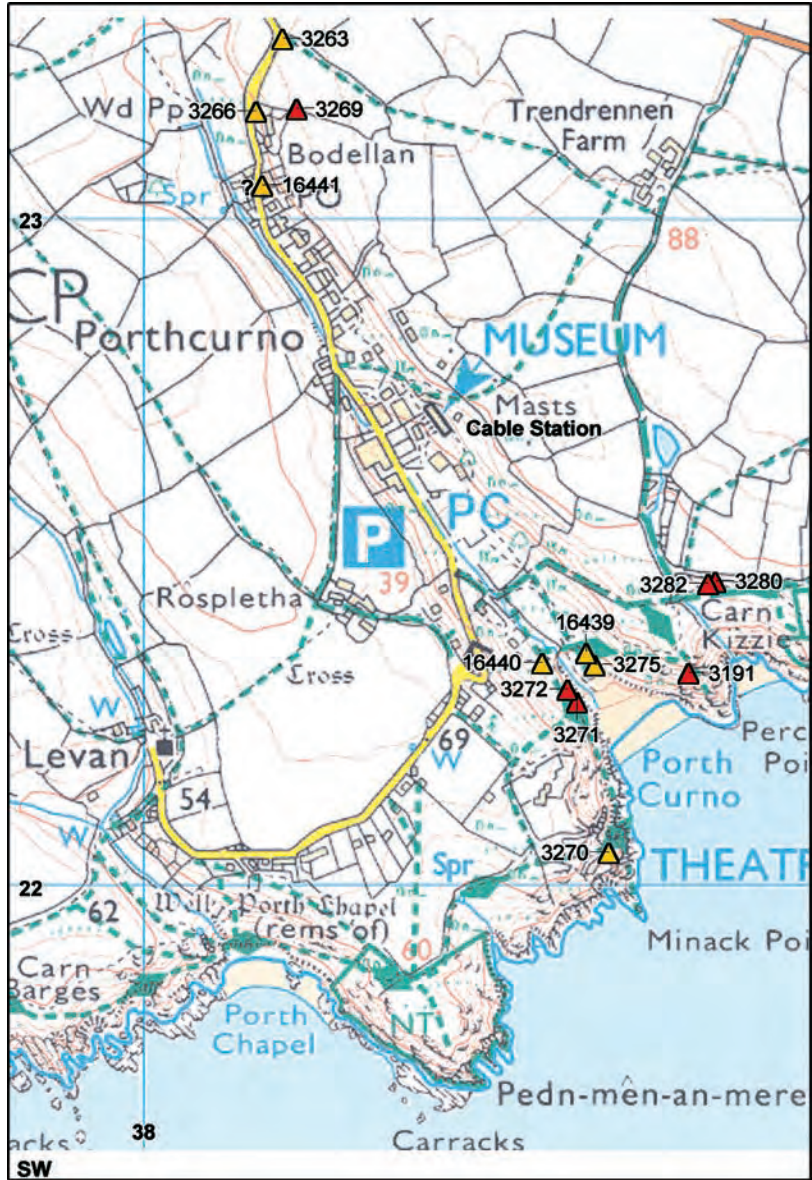 3263
Wd Pp
3266
3269
Trendrennen
Farm
Bodellan
?
16441
PO
Spr
23
88
CP
Porthcurno
MUSEUM
Masts
Cable Station
PC
P
39
3282
3280
Rospletha
Carn
Kizzie
16439
Cross
16440
3275
3191
Cross
3272
W
3271
Perc
Poi
Levan
69
W
Porth
Curno
54
W
3270
THEATR
Spr
22
62
Well
Porth Chapel
(rems of)
60
Minack Poi
Carn
Barges
NT
Porth
Chapel
Pedn-mên-an-mere
38
acks
Carracks
SW